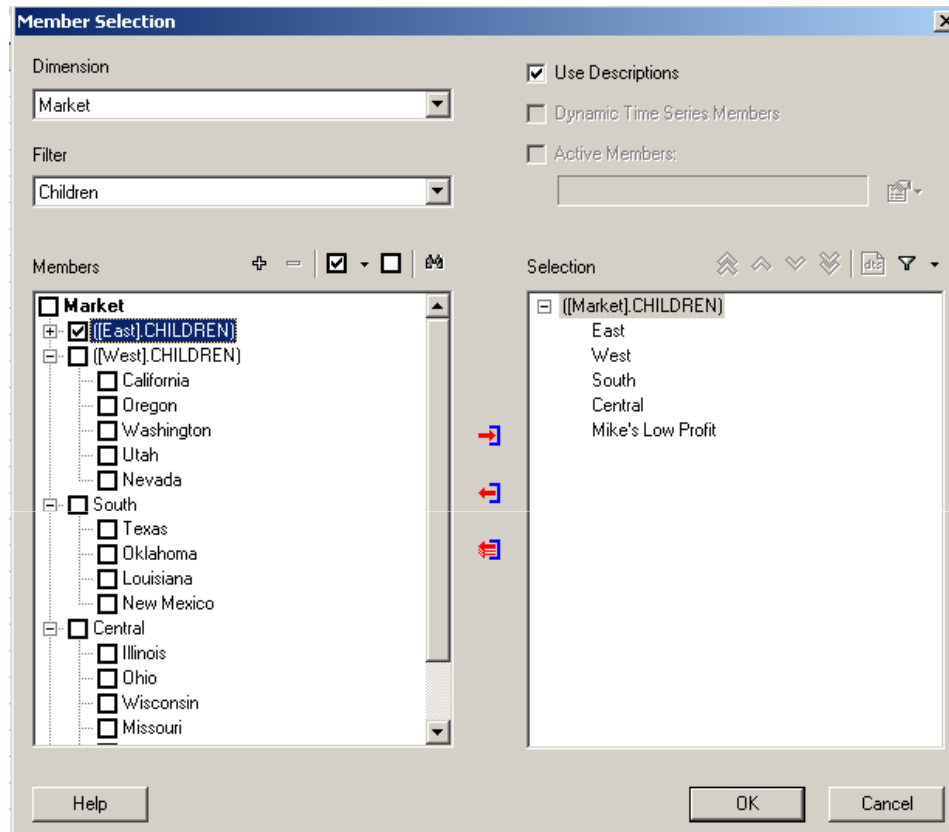 Member Selection
Dimension
Market
Filter
Children
Use Descriptions
Dynamic Time Series Members
Active Members:
Members
Market
([East].CHILDREN)
([West].CHILDREN)
California
Oregon
Washington
Utah
Nevada
South
Texas
Oklahoma
Louisiana
New Mexico
Central
Illinois
Ohio
Wisconsin
Missouri
Selection
dts
([Market].CHILDREN)
East
West
South
Central
Mike's Low Profit
Help
OK
Cancel